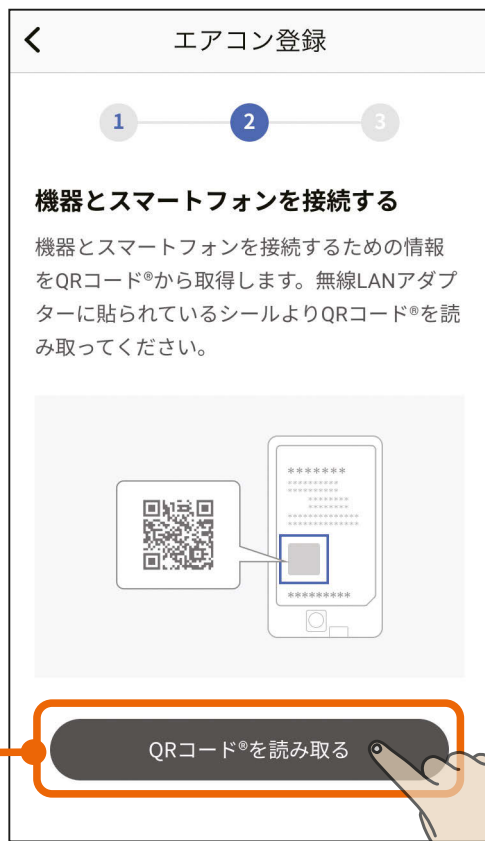 エアコン登録
1 2 3
機器とスマートフォンを接続する
機器とスマートフォンを接続するための情報
をQRコード®から取得します。無線LANアダプ
ターに貼られているシールよりQRコード®を読
み取ってください。
*******
*********
*********
*******
*******
*************
*************
*********
QRコード®を読み取る